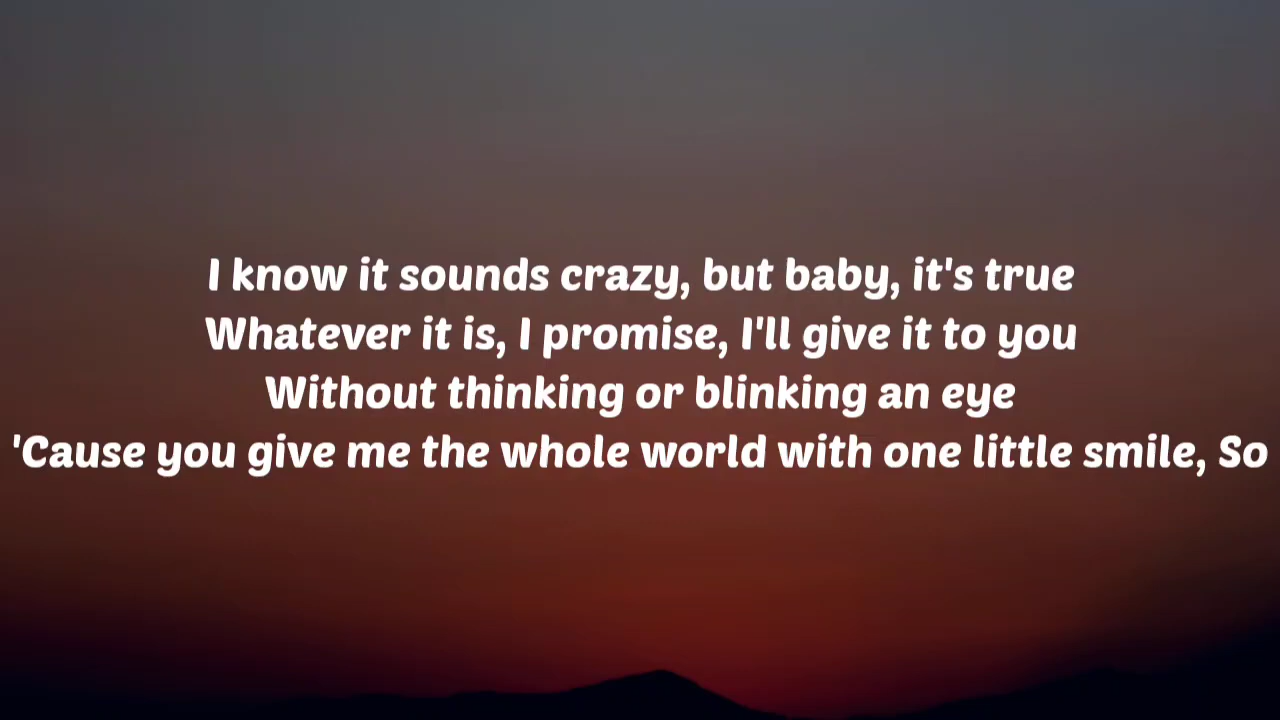 I know it sounds crazy, but baby, it's true
Whatever it is, I promise, I'll give it to you
Without thinking or blinking an eye
'Cause you give me the whole world with one little smile, So